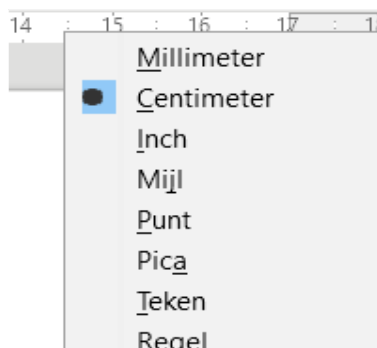 14 15 16 17
Millimeter
Centimeter
Inch
Mijl
Punt
Pica
Teken
Regel